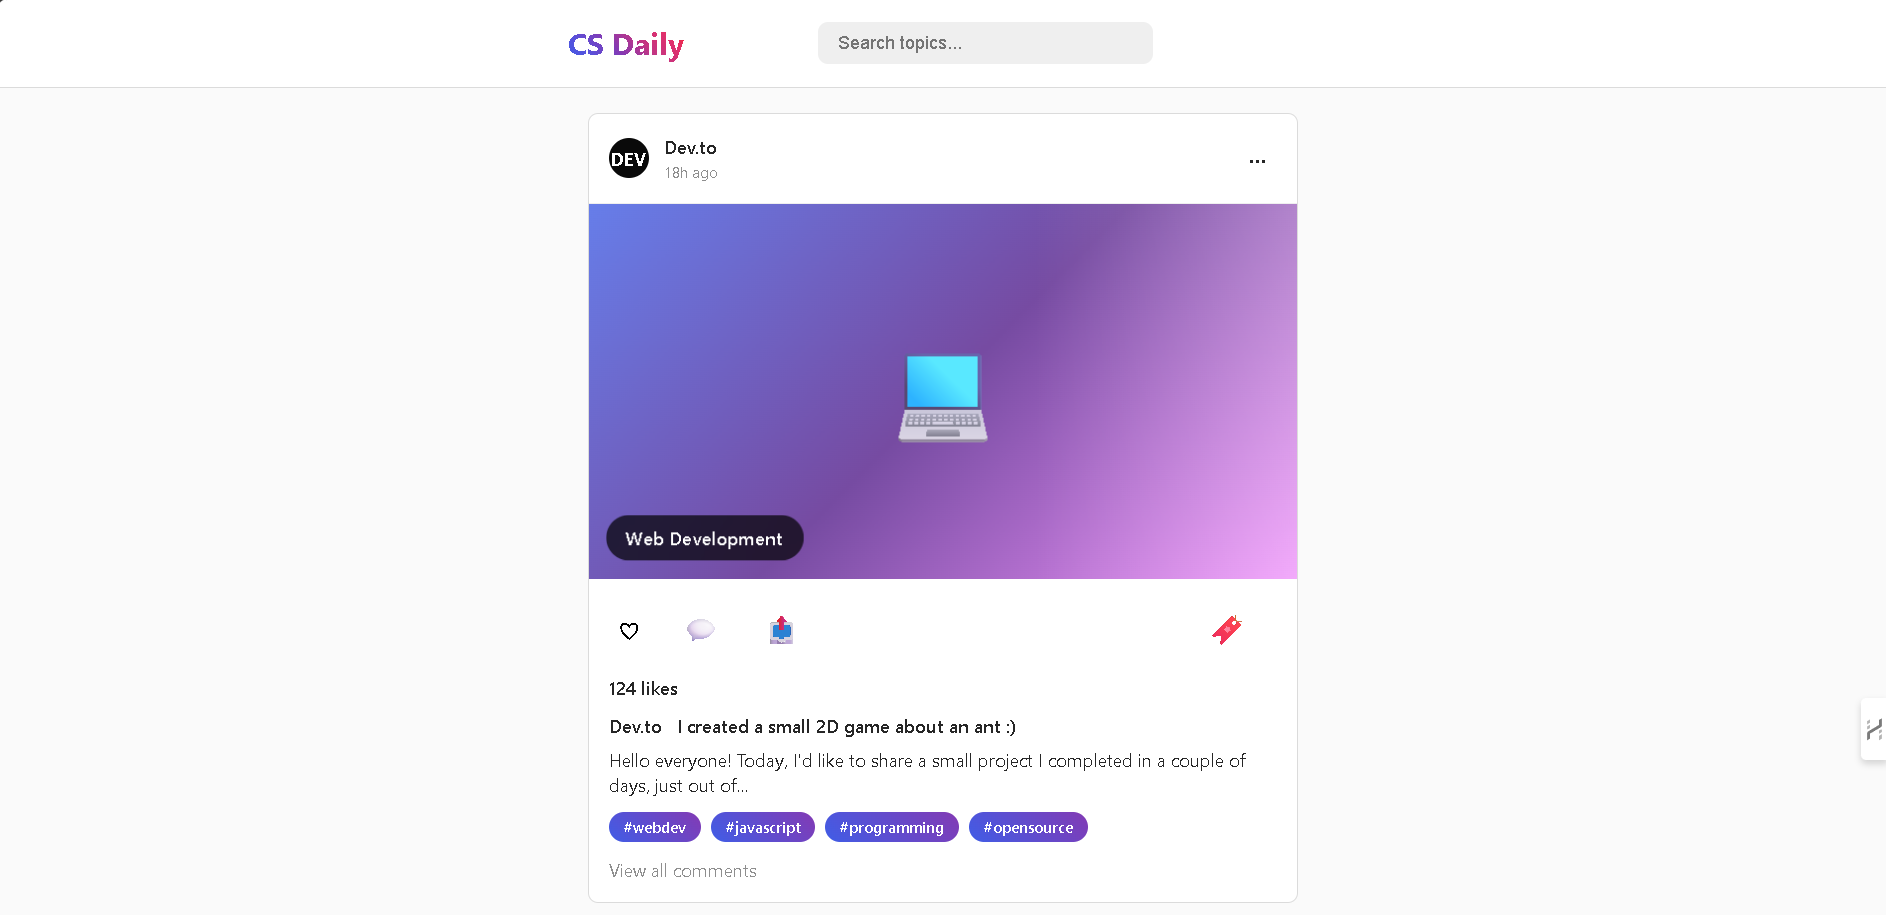 CS Daily
Search topics...
DEV
Dev.to
18h ago
...
Web Development
124 likes
Dev.to I created a small 2D game about an ant :)
Hello everyone! Today, I'd like to share a small project I completed in a couple of
days, just out of...
#webdev #javascript #programming #opensource
View all comments